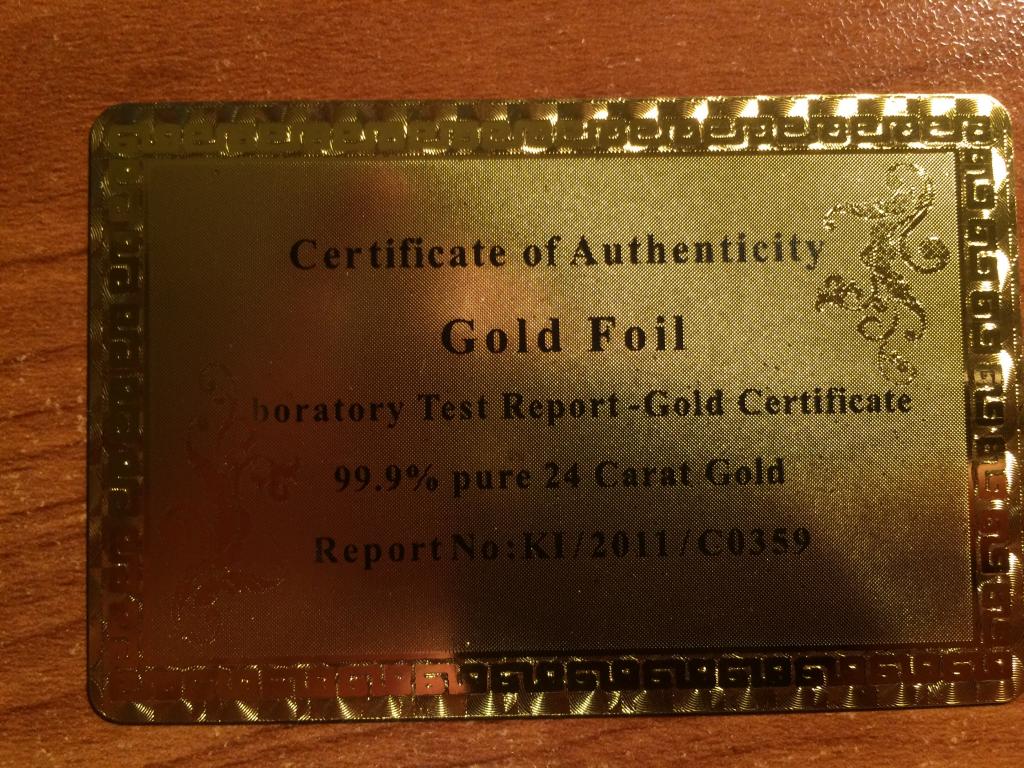 Certificate of Authenticity
Gold Foil
boratory Test Report-Gold Certificate
99.9% pure 24 Carat Gold
Report No:KI/2011/C0359